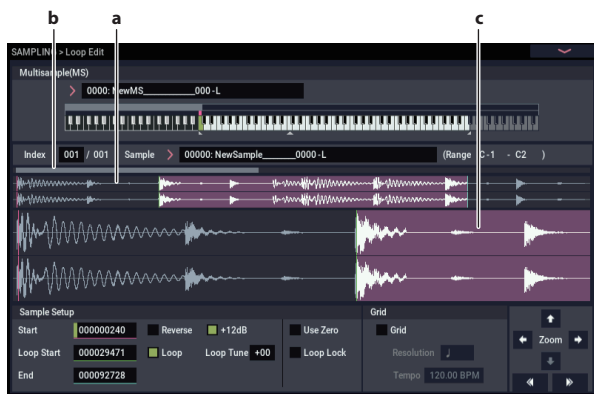 b a c
SAMPLING > Loop Edit
Multisample(MS)
0000: NewMS__________000-L
Index 001 / 001 Sample 00000: NewSample_______0000-L (Range C-1 - C2 )
Sample Setup Grid
Start 000000240 Reverse +12dB Use Zero Grid
Loop Start 000029471 Loop Loop Tune +00 Loop Lock Resolution ♩ Zoom
End 000092728 Tempo 120.00 BPM